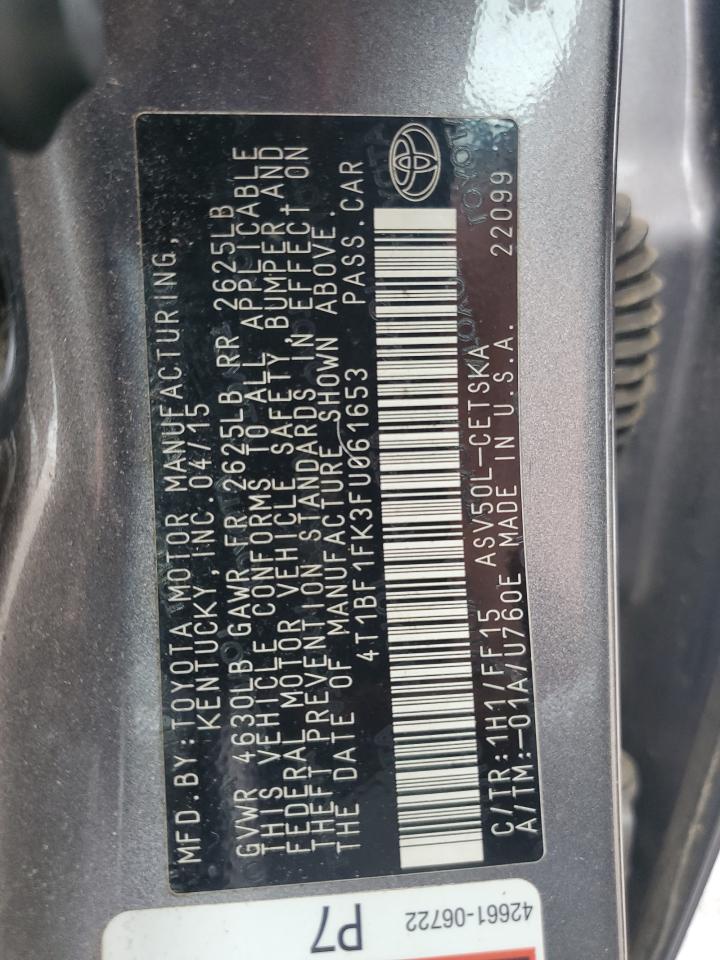 MFD.BY:TOYOTA MOTOR MANUFACTURING,
KENTUCKY,INC 04/15
GVWR 4630LB GAWR FR 2625LB RR 2625LB
THIS VEHICLE CONFORMS TO ALL APPLICABLE
FEDERAL MOTOR VEHICLE SAFETY, BUMPER AND
THEFT PREVENTION STANDARDS IN EFFECT ON
THE DATE OF MANUFACTURE SHOWN ABOVE.
4T1BF1FK3FU061653 PASS.CAR
C/TR:1H1/FF15 ASV50L-CETSKA 22099
A/TM:-01A/U760E MADE IN U.S.A.
42661-06722
P7